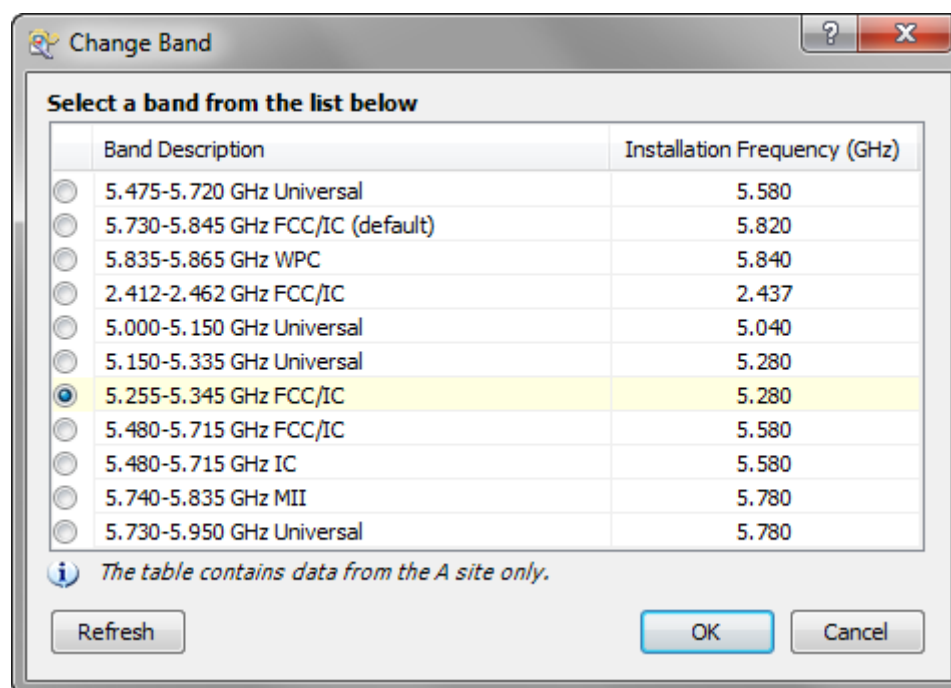 Change Band
Select a band from the list below
Band Description Installation Frequency (GHz)
5.475-5.720 GHz Universal 5.580
5.730-5.845 GHz FCC/IC (default) 5.820
5.835-5.865 GHz WPC 5.840
2.412-2.462 GHz FCC/IC 2.437
5.000-5.150 GHz Universal 5.040
5.150-5.335 GHz Universal 5.280
5.255-5.345 GHz FCC/IC 5.280
5.480-5.715 GHz FCC/IC 5.580
5.480-5.715 GHz IC 5.580
5.740-5.835 GHz MII 5.780
5.730-5.950 GHz Universal 5.780
The table contains data from the A site only.
Refresh OK Cancel